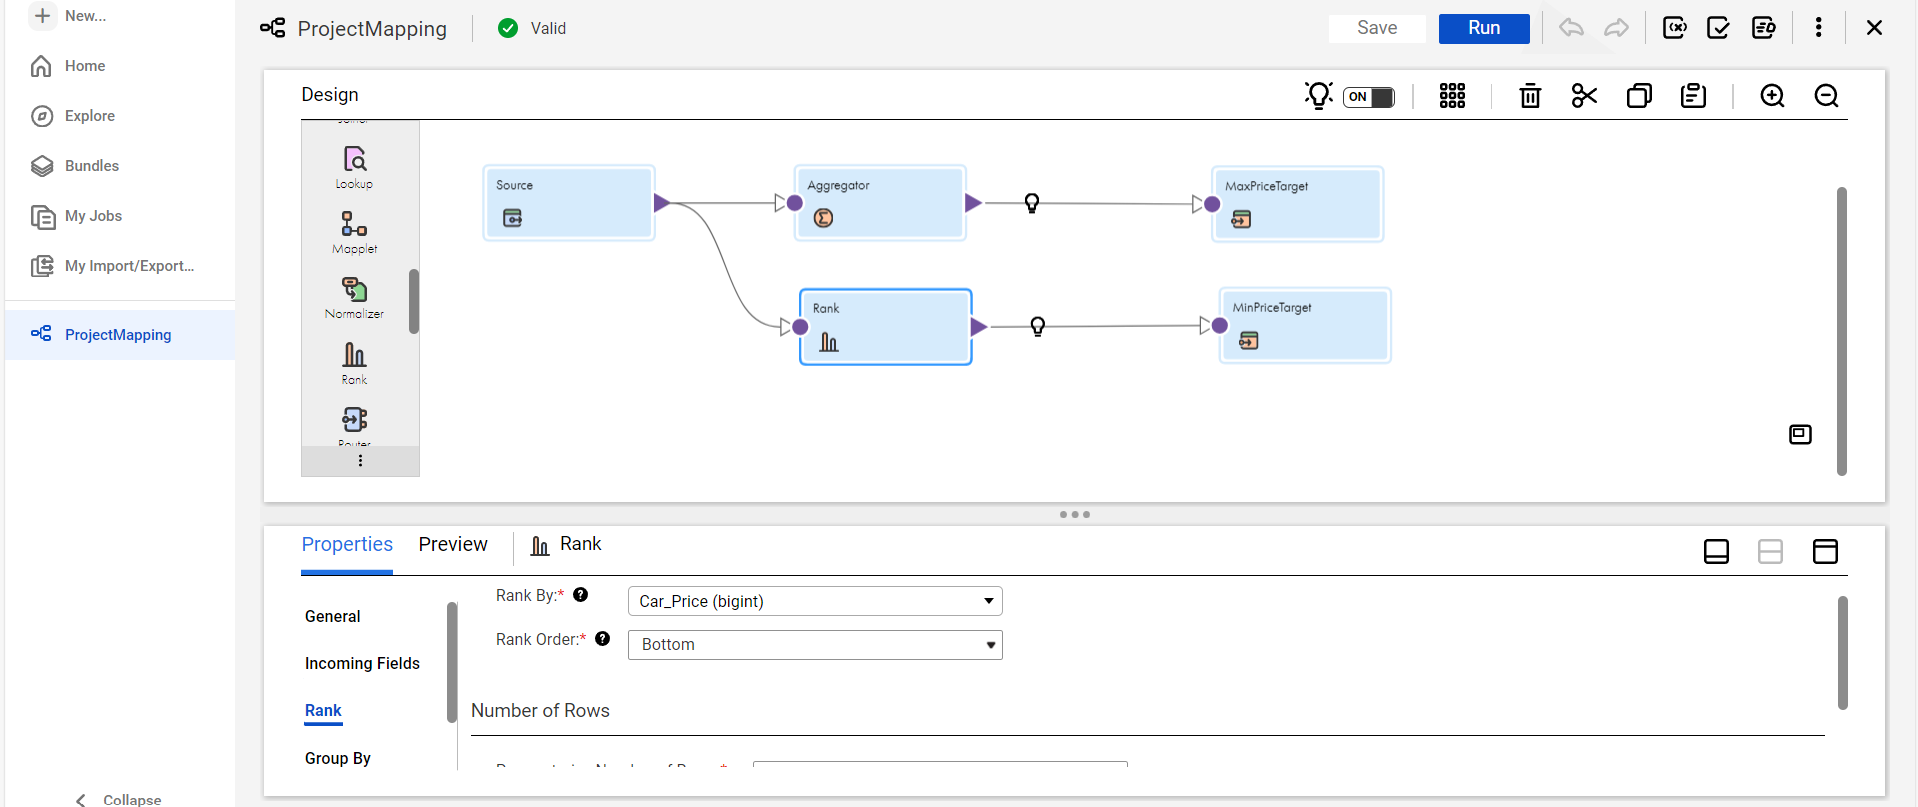 New...
Home
Explore
Bundles
My Jobs
My Import/Export...
ProjectMapping
Collapse
ProjectMapping
Valid
Save
Run
Design
ON
Lookup
Mapplet
Normalizer
Rank
Router
Source
Aggregator
MaxPriceTarget
Rank
MinPriceTarget
Properties
Preview
Rank
General
Incoming Fields
Rank
Group By
Rank By:*
Car_Price (bigint)
Rank Order:*
Bottom
Number of Rows